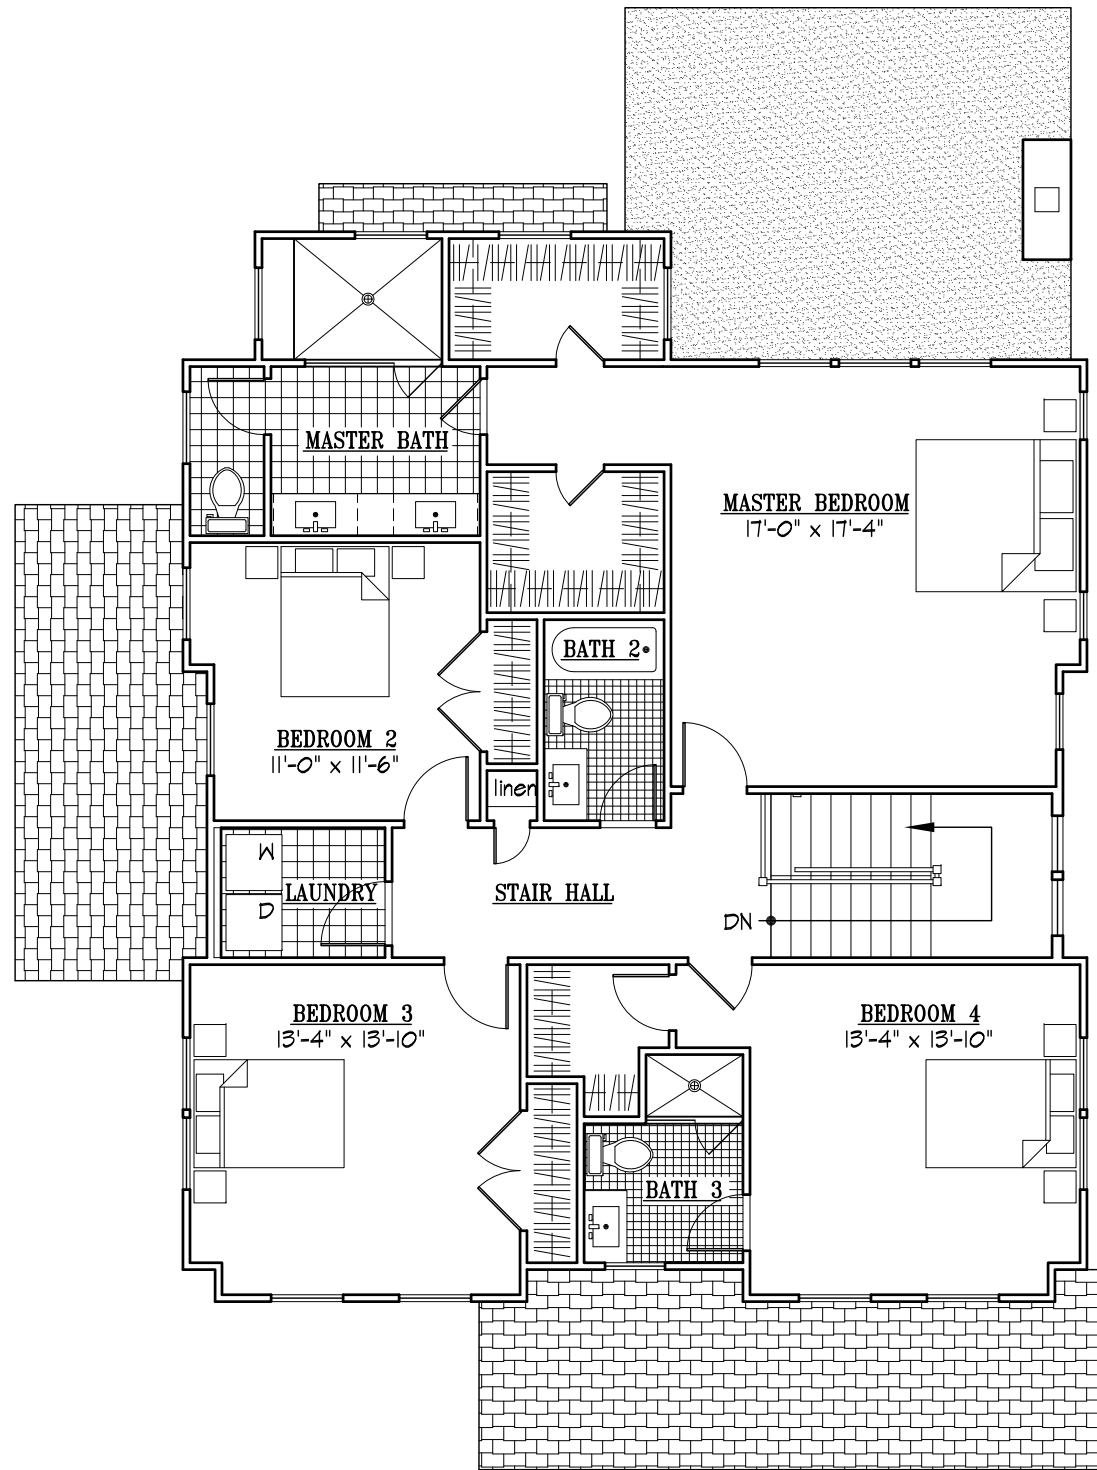 MASTER BATH
MASTER BEDROOM
17'-0" x 17'-4"
BATH 2
BEDROOM 2
11'-0" x 11'-6"
linen
W
LAUNDRY
D
STAIR HALL
DN
BEDROOM 3
13'-4" x 13'-10"
BEDROOM 4
13'-4" x 13'-10"
BATH 3